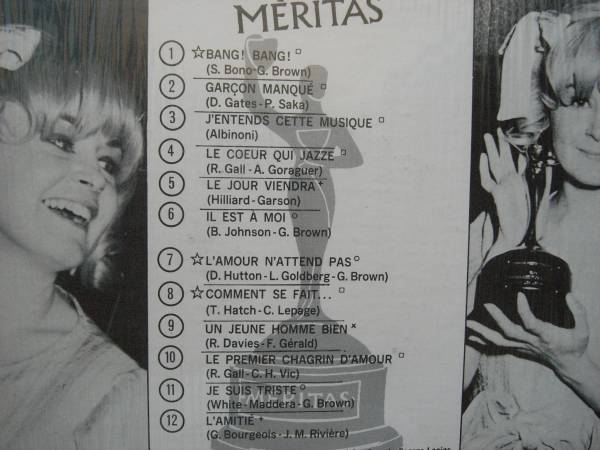 MÉRITAS
1 ☆BANG! BANG! □
(S. Bono-G. Brown)
2 GARÇON MANQUÉ □
(D. Gates-P. Saka)
3 J'ENTENDS CETTE MUSIQUE □
(Albinoni)
4 LE COEUR QUI JAZZE □
(R. Gall-A. Goraguer)
5 LE JOUR VIENDRA +
(Hilliard-Garson)
6 IL EST À MOI ○
(B. Johnson-G. Brown)
7 ☆L'AMOUR N'ATTEND PAS ○
(D. Hutton-L. Goldberg-G. Brown)
8 ☆COMMENT SE FAIT... □
(T. Hatch-C. Lepage)
9 UN JEUNE HOMME BIEN ×
(R. Davies-F. Gérald)
10 LE PREMIER CHAGRIN D'AMOUR □
(R. Gall-C. H. Vic)
11 JE SUIS TRISTE ○
(White-Maddera-G. Brown)
MÉRITAS
12 L'AMITIÉ +
(G. Bourgeois-J. M. Rivière)